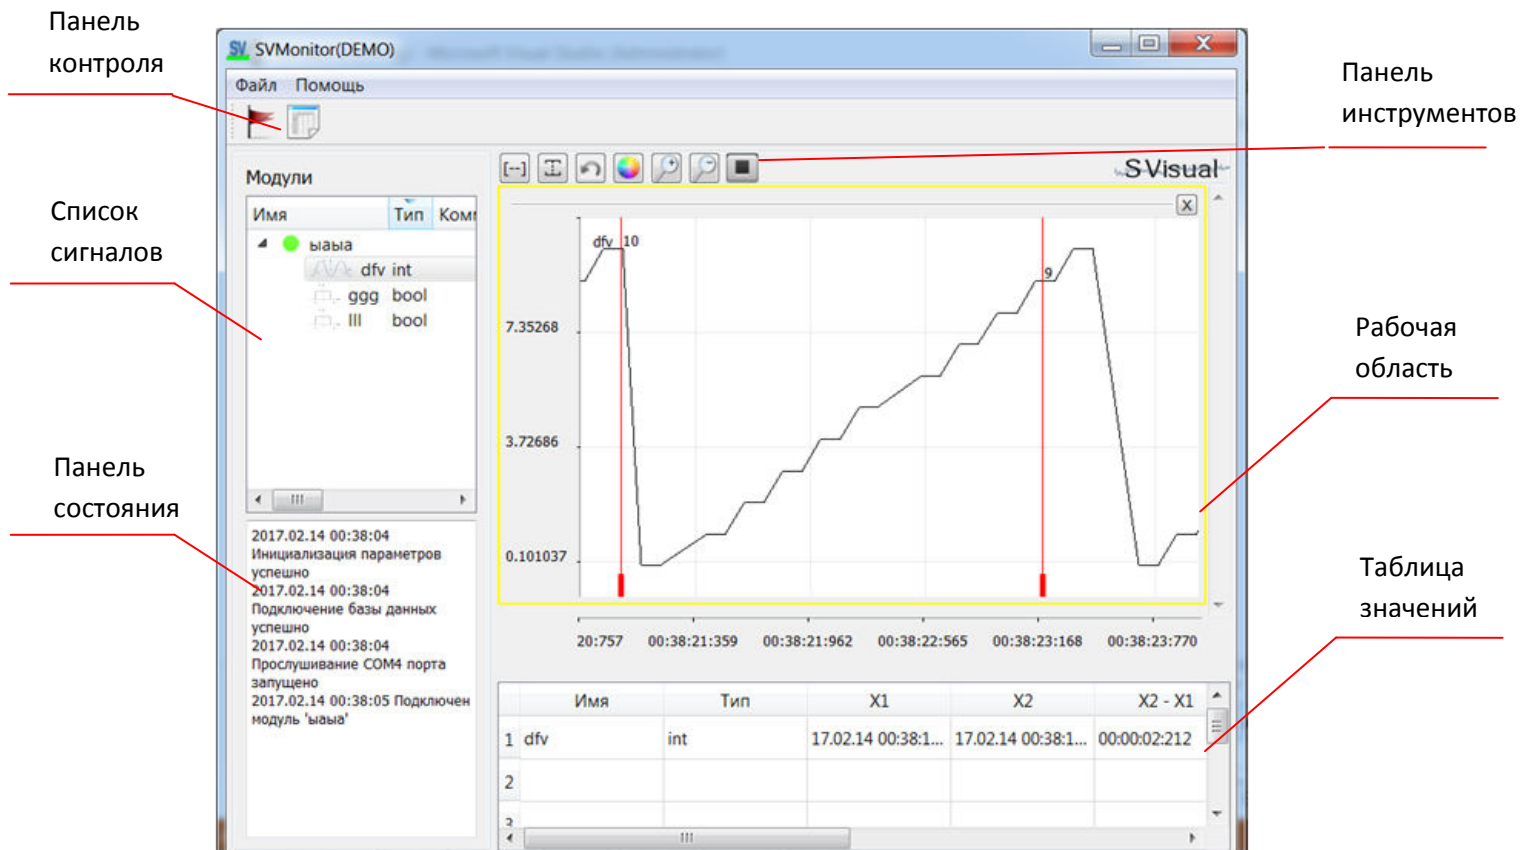 Панель
контроля
Список
сигналов
Панель
состояния
SV SVMonitor(DEMO)
Файл Помощь
Модули
Имя Тип Комм
ыаыа
dfv int
ggg bool
lll bool
2017.02.14 00:38:04
Инициализация параметров
успешно
2017.02.14 00:38:04
Подключение базы данных
успешно
2017.02.14 00:38:04
Прослушивание COM4 порта
запущено
2017.02.14 00:38:05 Подключен
модуль 'ыаыа'
[--]
SVisual
X
dfv 10
9
7.35268
3.72686
0.101037
20:757 00:38:21:359 00:38:21:962 00:38:22:565 00:38:23:168 00:38:23:770
Имя Тип X1 X2 X2 - X1
1 dfv int 17.02.14 00:38:1... 17.02.14 00:38:1... 00:00:02:212
2
3
Панель
инструментов
Рабочая
область
Таблица
значений